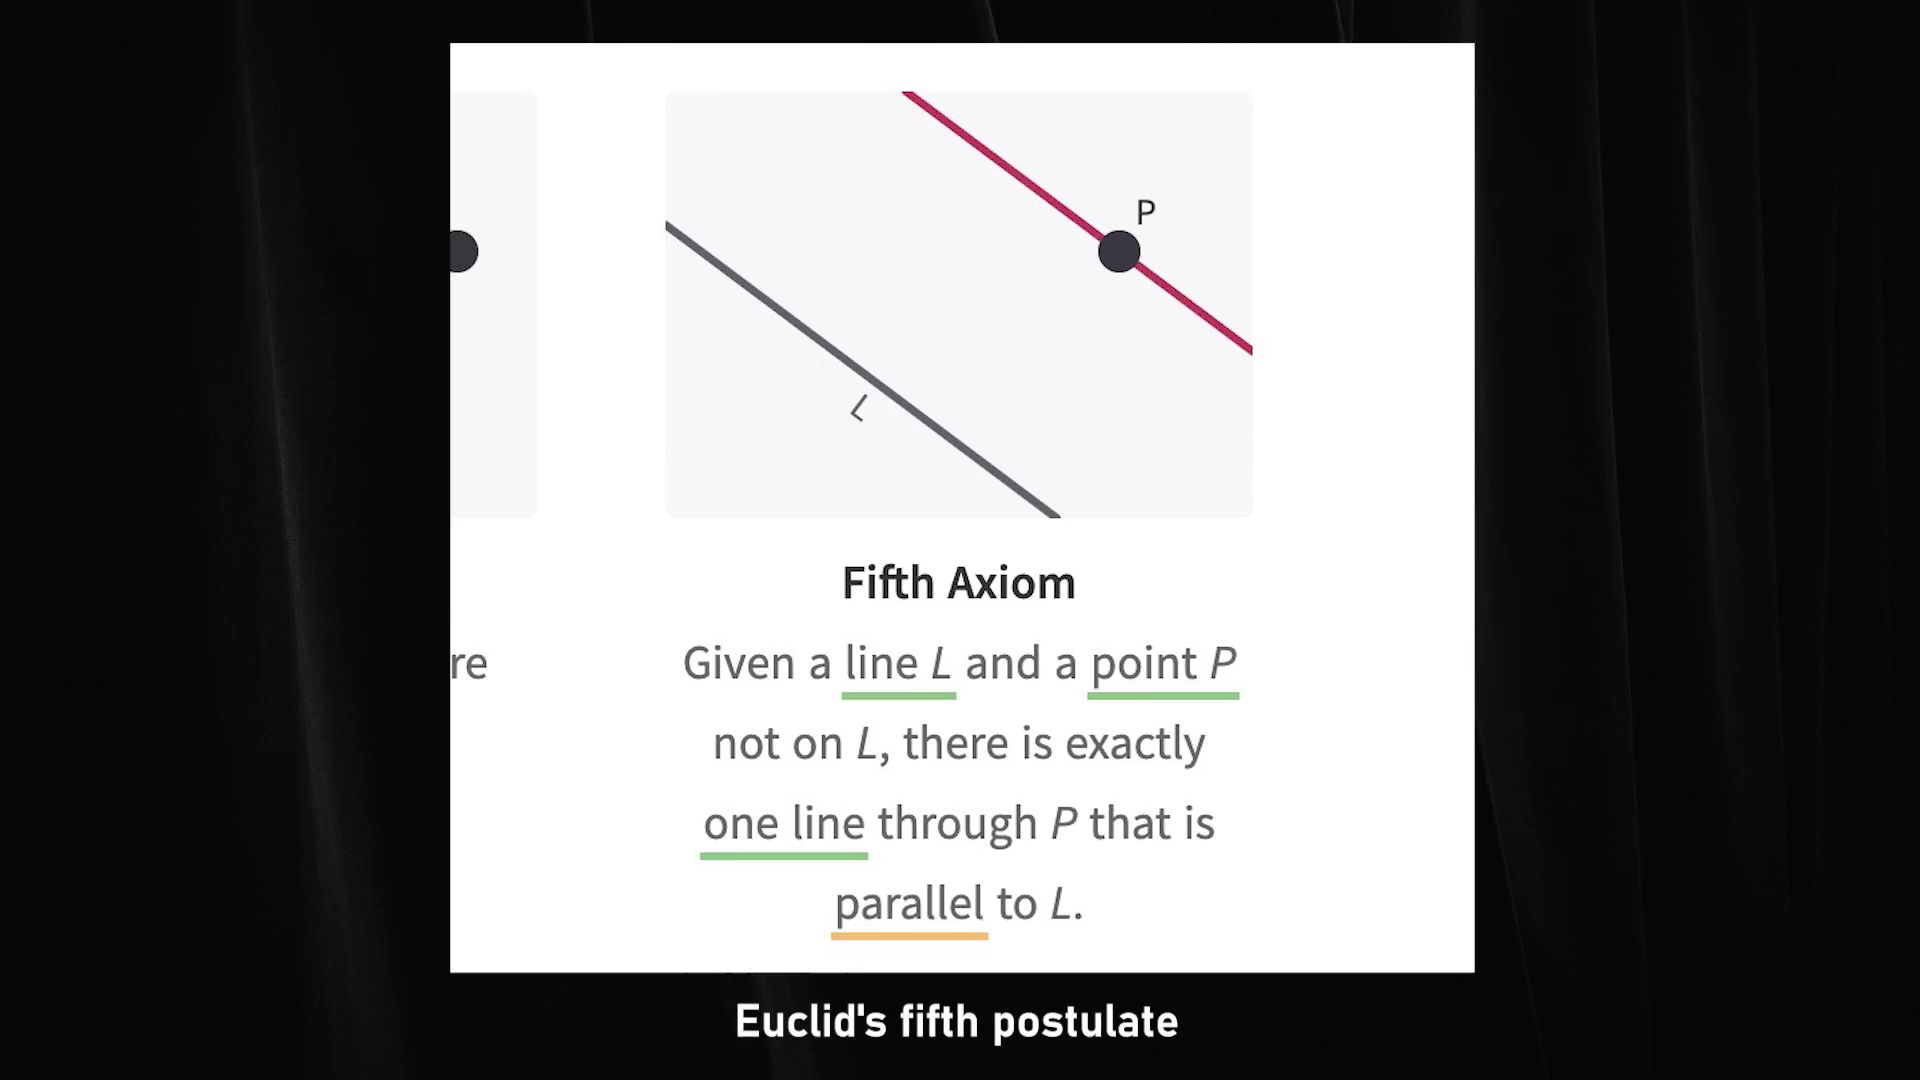 P
L
Fifth Axiom
re
Given a line L and a point P
not on L, there is exactly
one line through P that is
parallel to L.
Euclid's fifth postulate